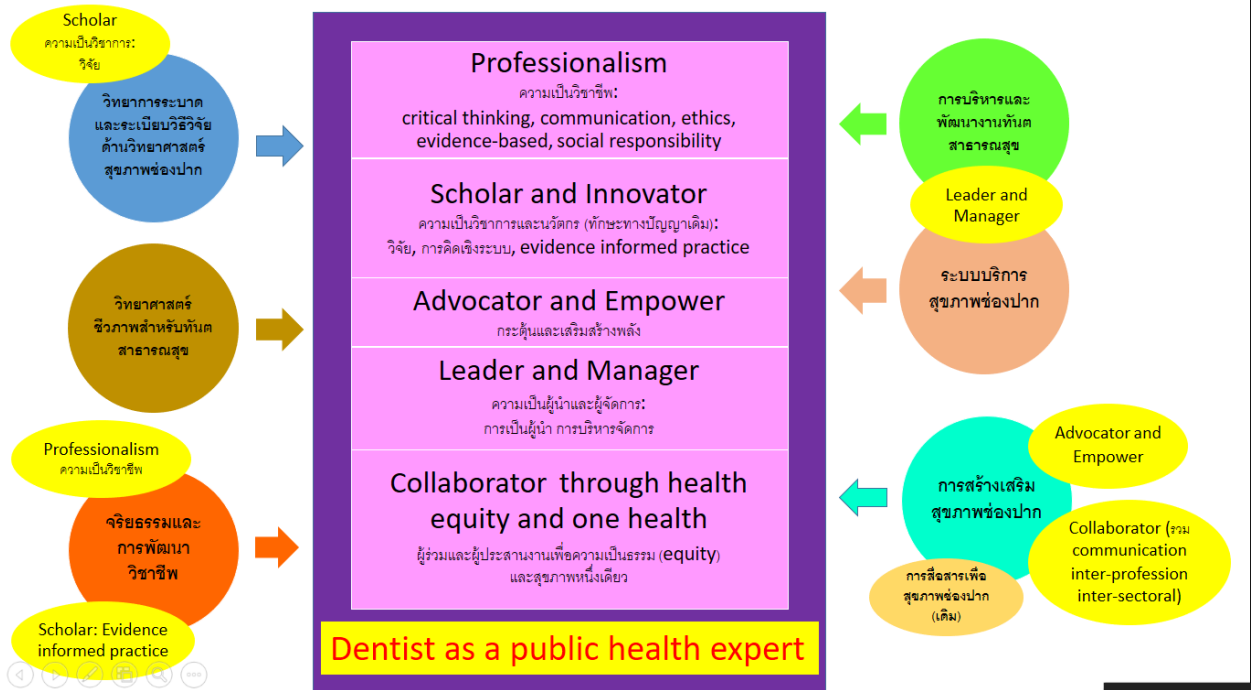 Scholar
ความเป็นวิชาการ:
วิจัย
วิทยาการระบาด
และระเบียบวิธีวิจัย
ด้านวิทยาศาสตร์
สุขภาพช่องปาก
วิทยาศาสตร์
ชีวภาพสำหรับทันต
สาธารณสุข
Professionalism
ความเป็นวิชาชีพ
จริยธรรมและ
การพัฒนา
วิชาชีพ
Scholar: Evidence
informed practice
Professionalism
ความเป็นวิชาชีพ:
critical thinking, communication, ethics,
evidence-based, social responsibility
Scholar and Innovator
ความเป็นวิชาการและนวัตกร (ทักษะทางปัญญาเดิม):
วิจัย, การคิดเชิงระบบ, evidence informed practice
Advocator and Empower
กระตุ้นและเสริมสร้างพลัง
Leader and Manager
ความเป็นผู้นำและผู้จัดการ:
การเป็นผู้นำ การบริหารจัดการ
Collaborator through health
equity and one health
ผู้ร่วมและผู้ประสานงานเพื่อความเป็นธรรม (equity)
และสุขภาพหนึ่งเดียว
Dentist as a public health expert
การบริหารและ
พัฒนางานทันต
สาธารณสุข
Leader and
Manager
ระบบบริการ
สุขภาพช่องปาก
Advocator and
Empower
การสร้างเสริม
สุขภาพช่องปาก
Collaborator (รวม
communication
inter-profession
inter-sectoral)
การสื่อสารเพื่อ
สุขภาพช่องปาก
(เดิม)